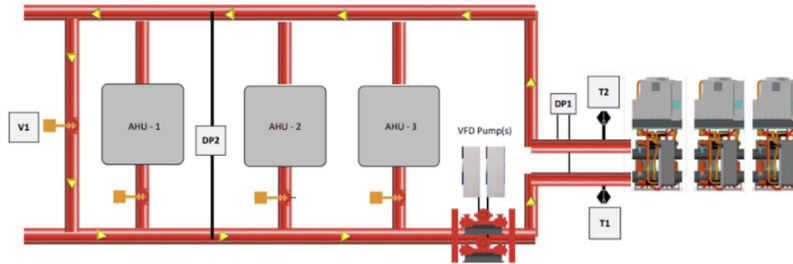 V1
AHU - 1
DP2
AHU - 2
AHU - 3
VFD Pump(s)
DP1
T2
T1